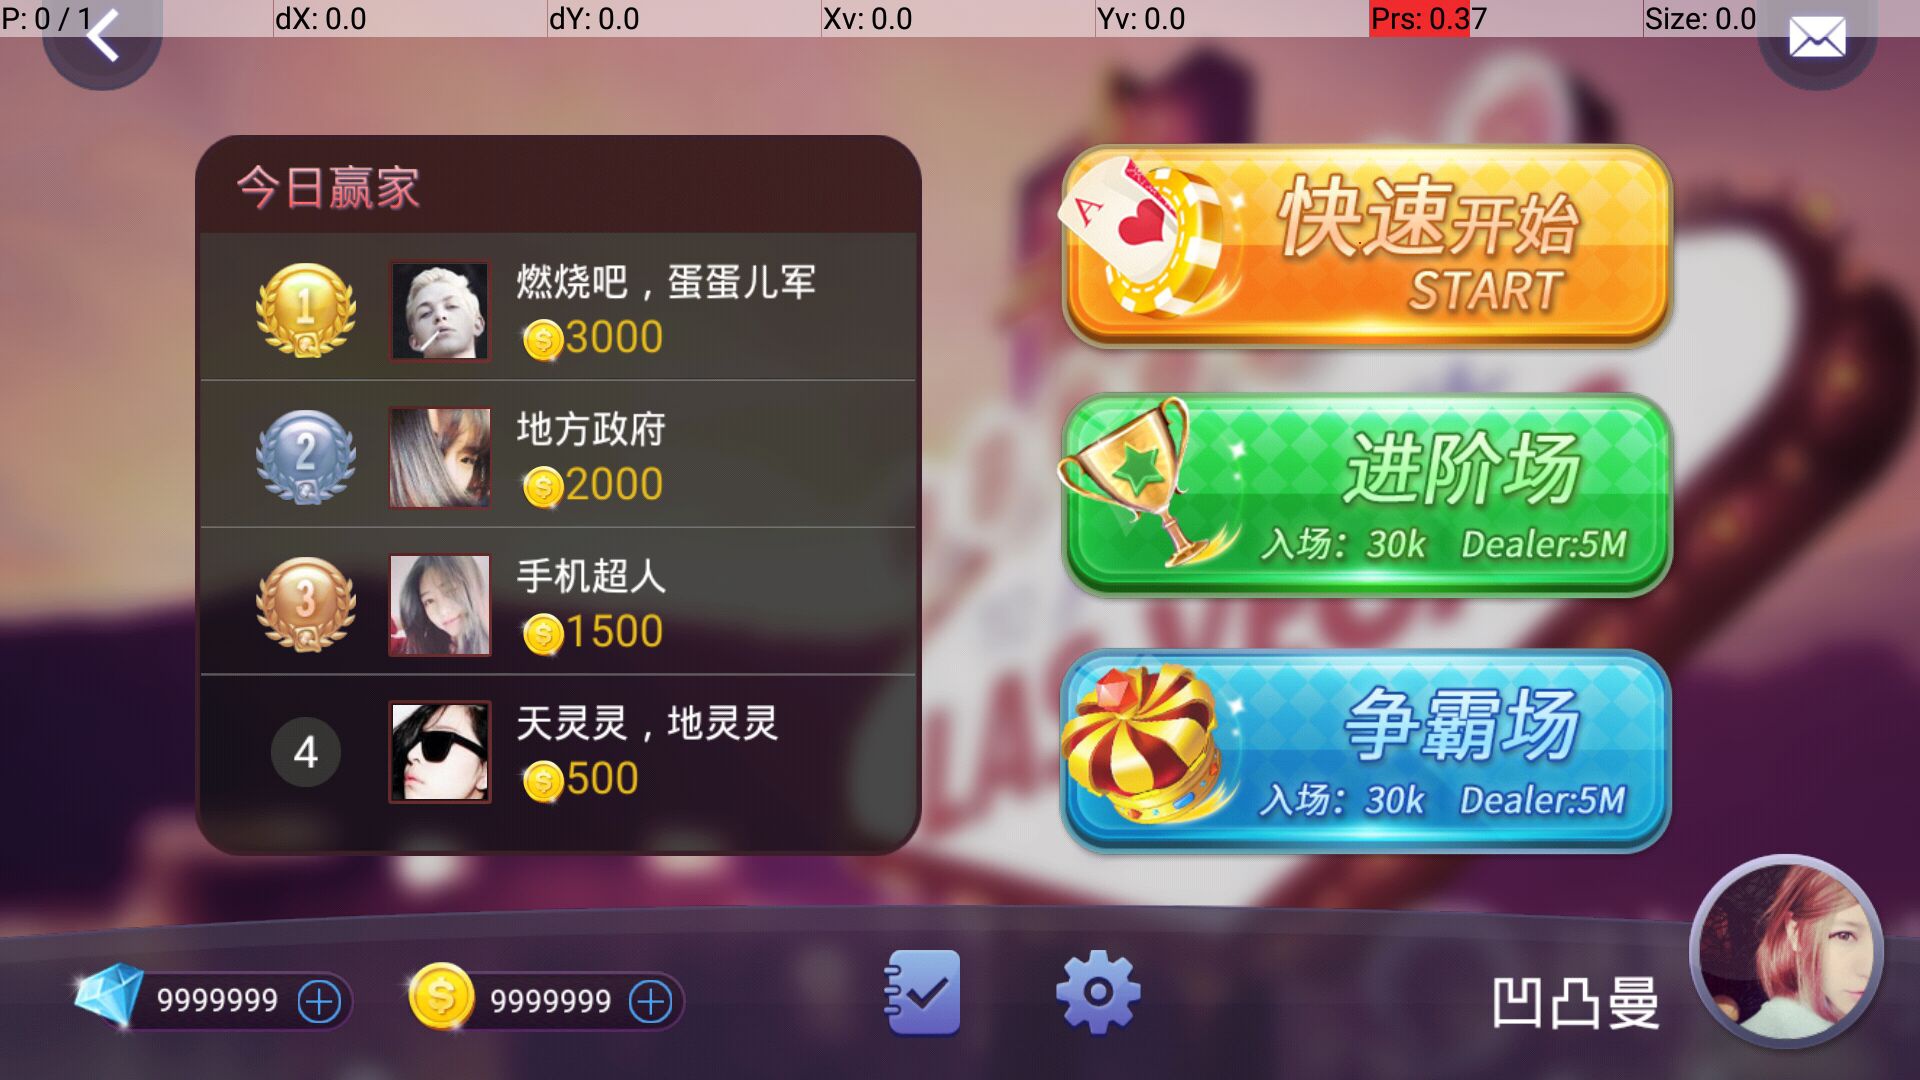 P: 0 / 1 dX: 0.0 dY: 0.0 Xv: 0.0 Yv: 0.0 Prs: 0.37 Size: 0.0
今日赢家
1
燃烧吧，蛋蛋儿军
3000
2
地方政府
2000
3
手机超人
1500
4
天灵灵，地灵灵
500
快速开始
START
进阶场
入场：30k Dealer:5M
争霸场
入场：30k Dealer:5M
9999999
9999999
凹凸曼